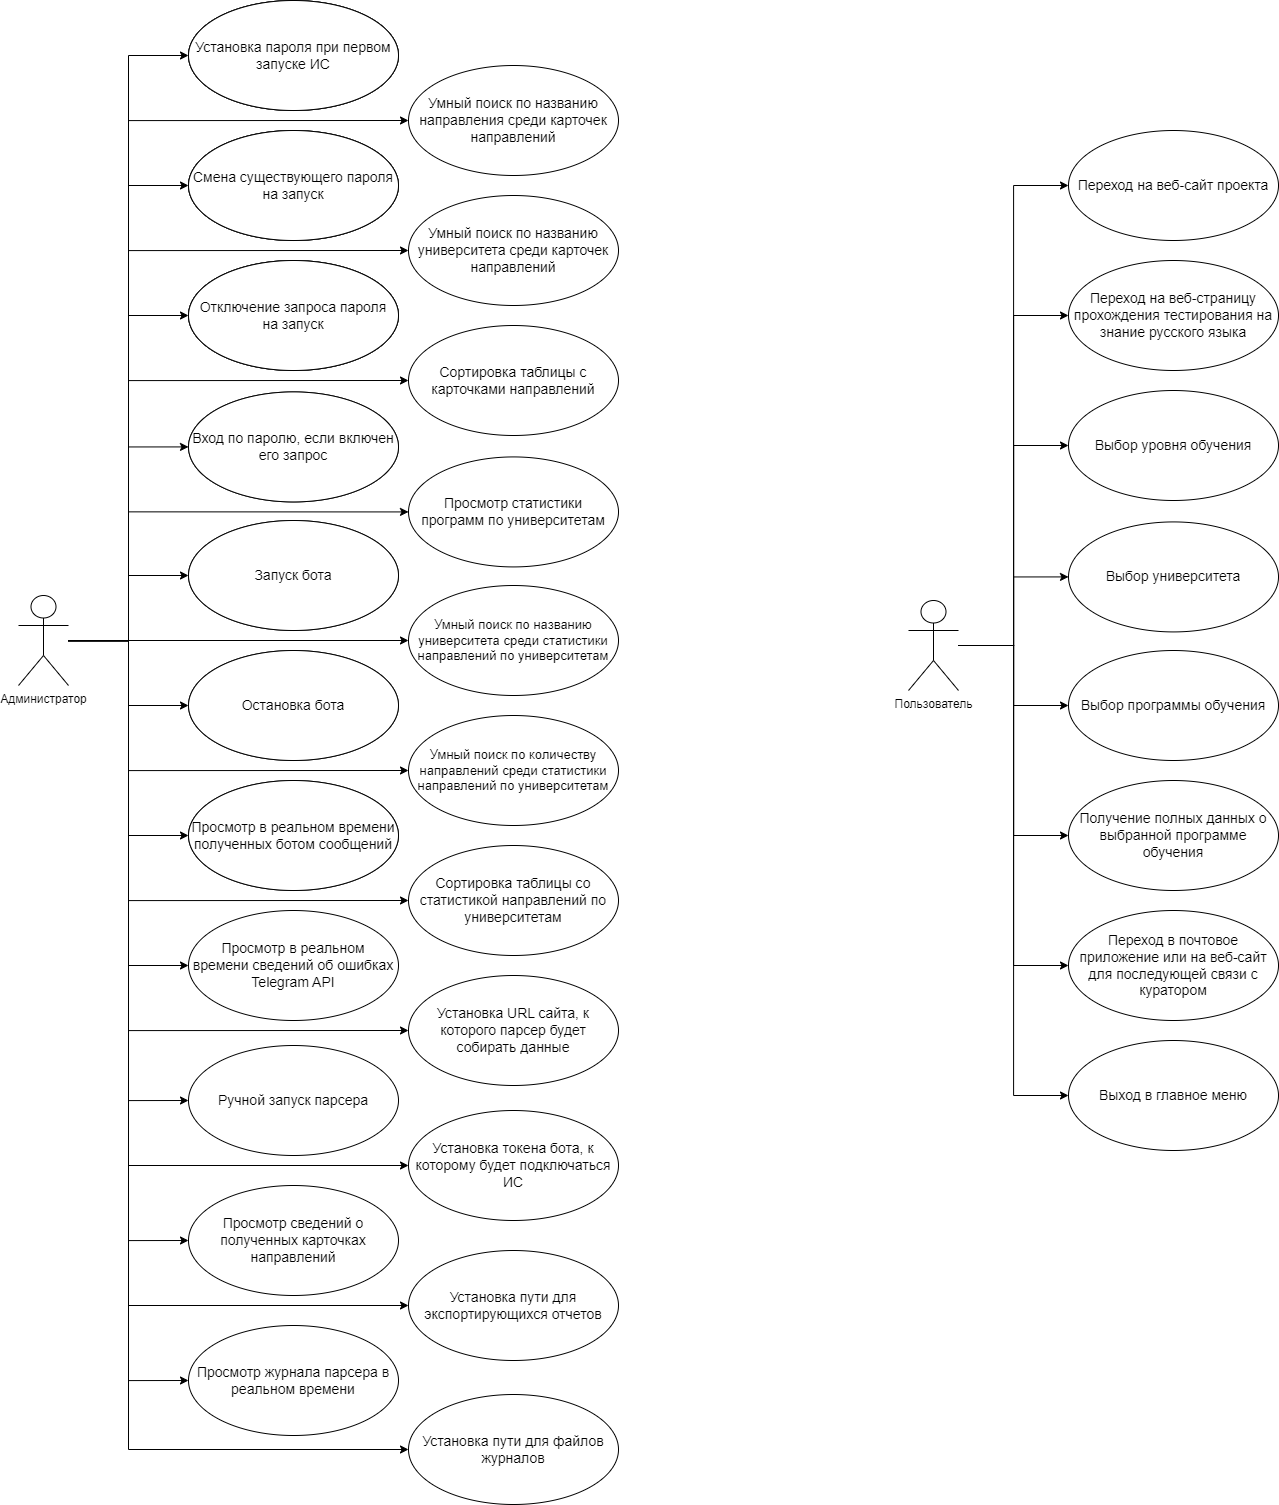 Установка пароля при первом
запуске ИС
Умный поиск по названию
направления среди карточек
направлений
Смена существующего пароля
на запуск
Умный поиск по названию
университета среди карточек
направлений
Отключение запроса пароля
на запуск
Сортировка таблицы с
карточками направлений
Вход по паролю, если включен
его запрос
Просмотр статистики
программ по университетам
Запуск бота
Умный поиск по названию
университета среди статистики
направлений по университетам
Администратор
Остановка бота
Умный поиск по количеству
направлений среди статистики
направлений по университетам
Просмотр в реальном времени
полученных ботом сообщений
Сортировка таблицы со
статистикой направлений по
университетам
Просмотр в реальном
времени сведений об ошибках
Telegram API
Установка URL сайта, к
которого парсер будет
собирать данные
Ручной запуск парсера
Установка токена бота, к
которому будет подключаться
ИС
Просмотр сведений о
полученных карточках
направлений
Установка пути для
экспортирующихся отчетов
Просмотр журнала парсера в
реальном времени
Установка пути для файлов
журналов
Переход на веб-сайт проекта
Переход на веб-страницу
прохождения тестирования на
знание русского языка
Выбор уровня обучения
Выбор университета
Пользователь
Выбор программы обучения
Получение полных данных о
выбранной программе
обучения
Переход в почтовое
приложение или на веб-сайт
для последующей связи с
куратором
Выход в главное меню